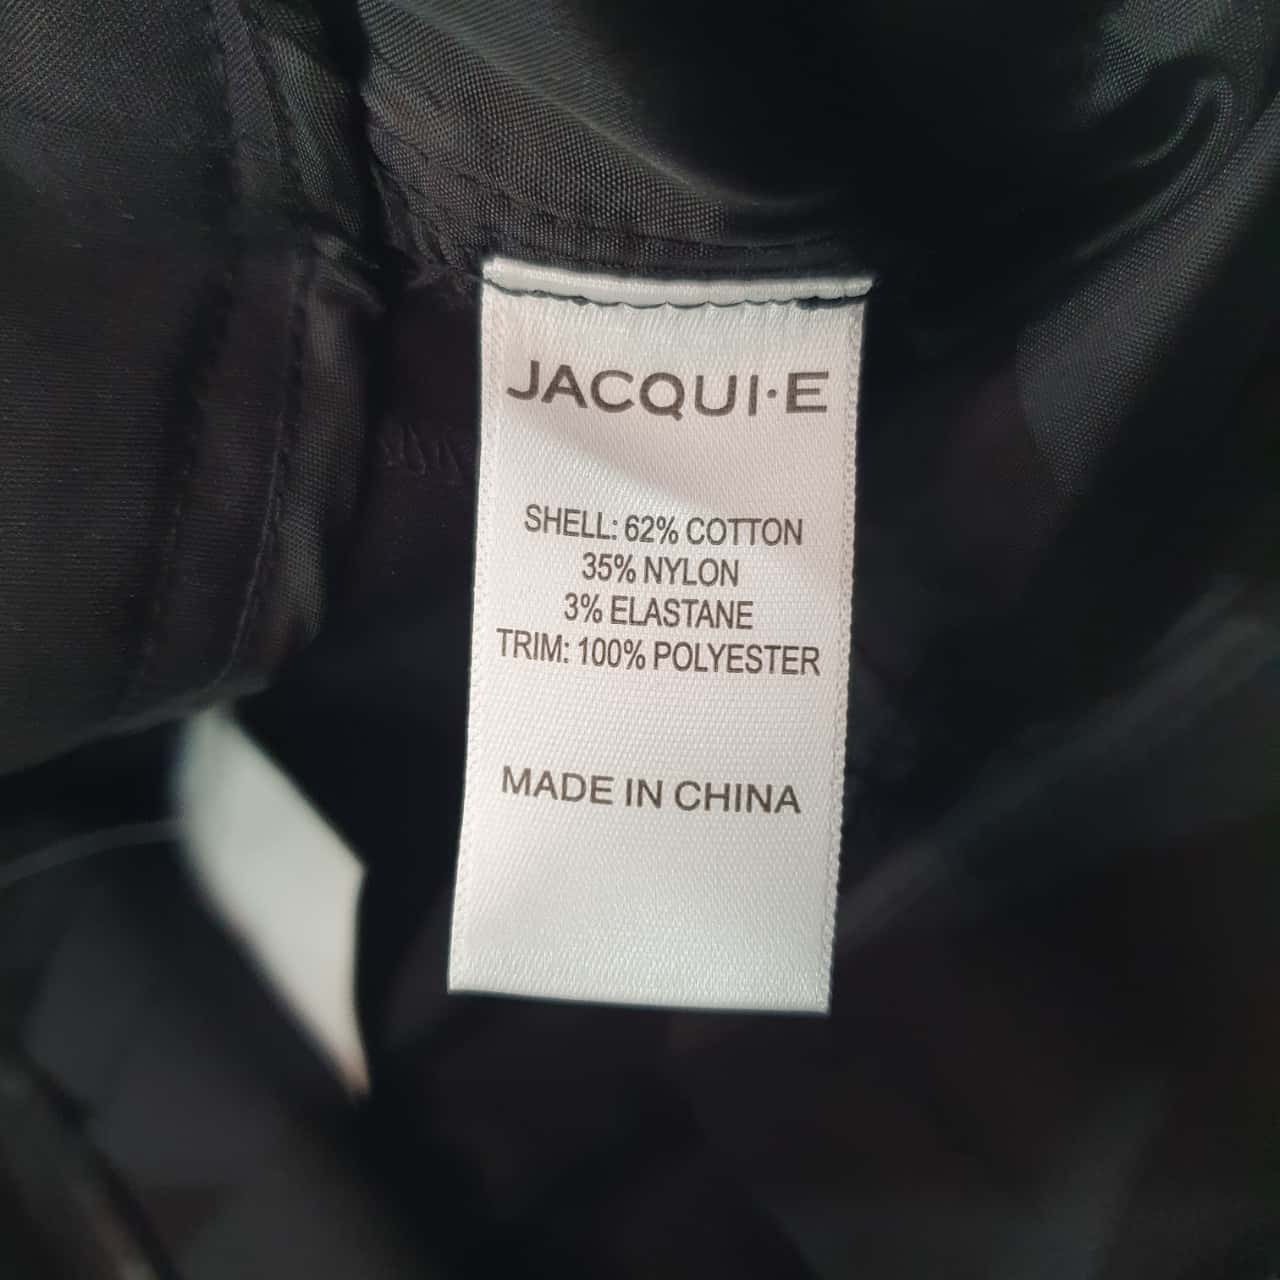 JACQUI·E
SHELL: 62% COTTON
35% NYLON
3% ELASTANE
TRIM: 100% POLYESTER
MADE IN CHINA